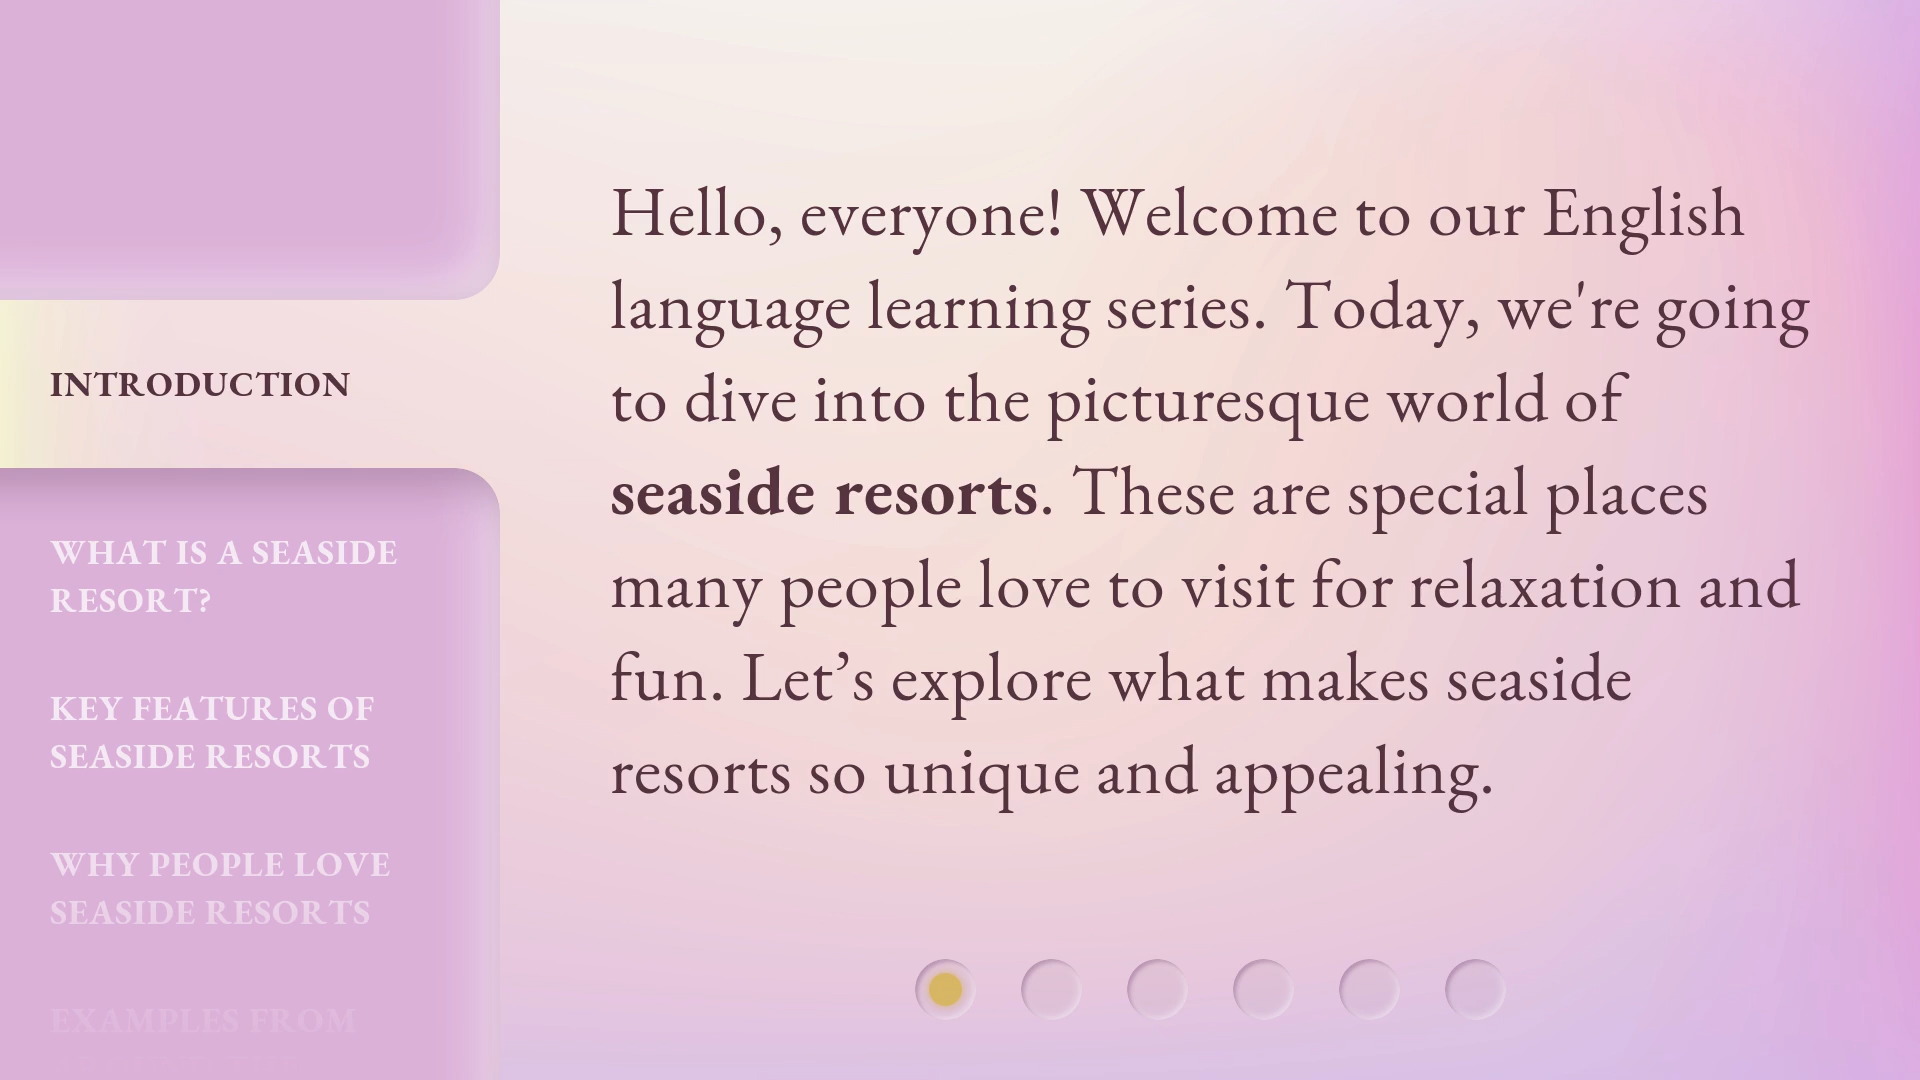 INTRODUCTION
WHAT IS A SEASIDE
RESORT?
KEY FEATURES OF
SEASIDE RESORTS
WHY PEOPLE LOVE
SEASIDE RESORTS
EXAMPLES FROM
Hello, everyone! Welcome to our English
language learning series. Today, we're going
to dive into the picturesque world of
seaside resorts. These are special places
many people love to visit for relaxation and
fun. Let’s explore what makes seaside
resorts so unique and appealing.